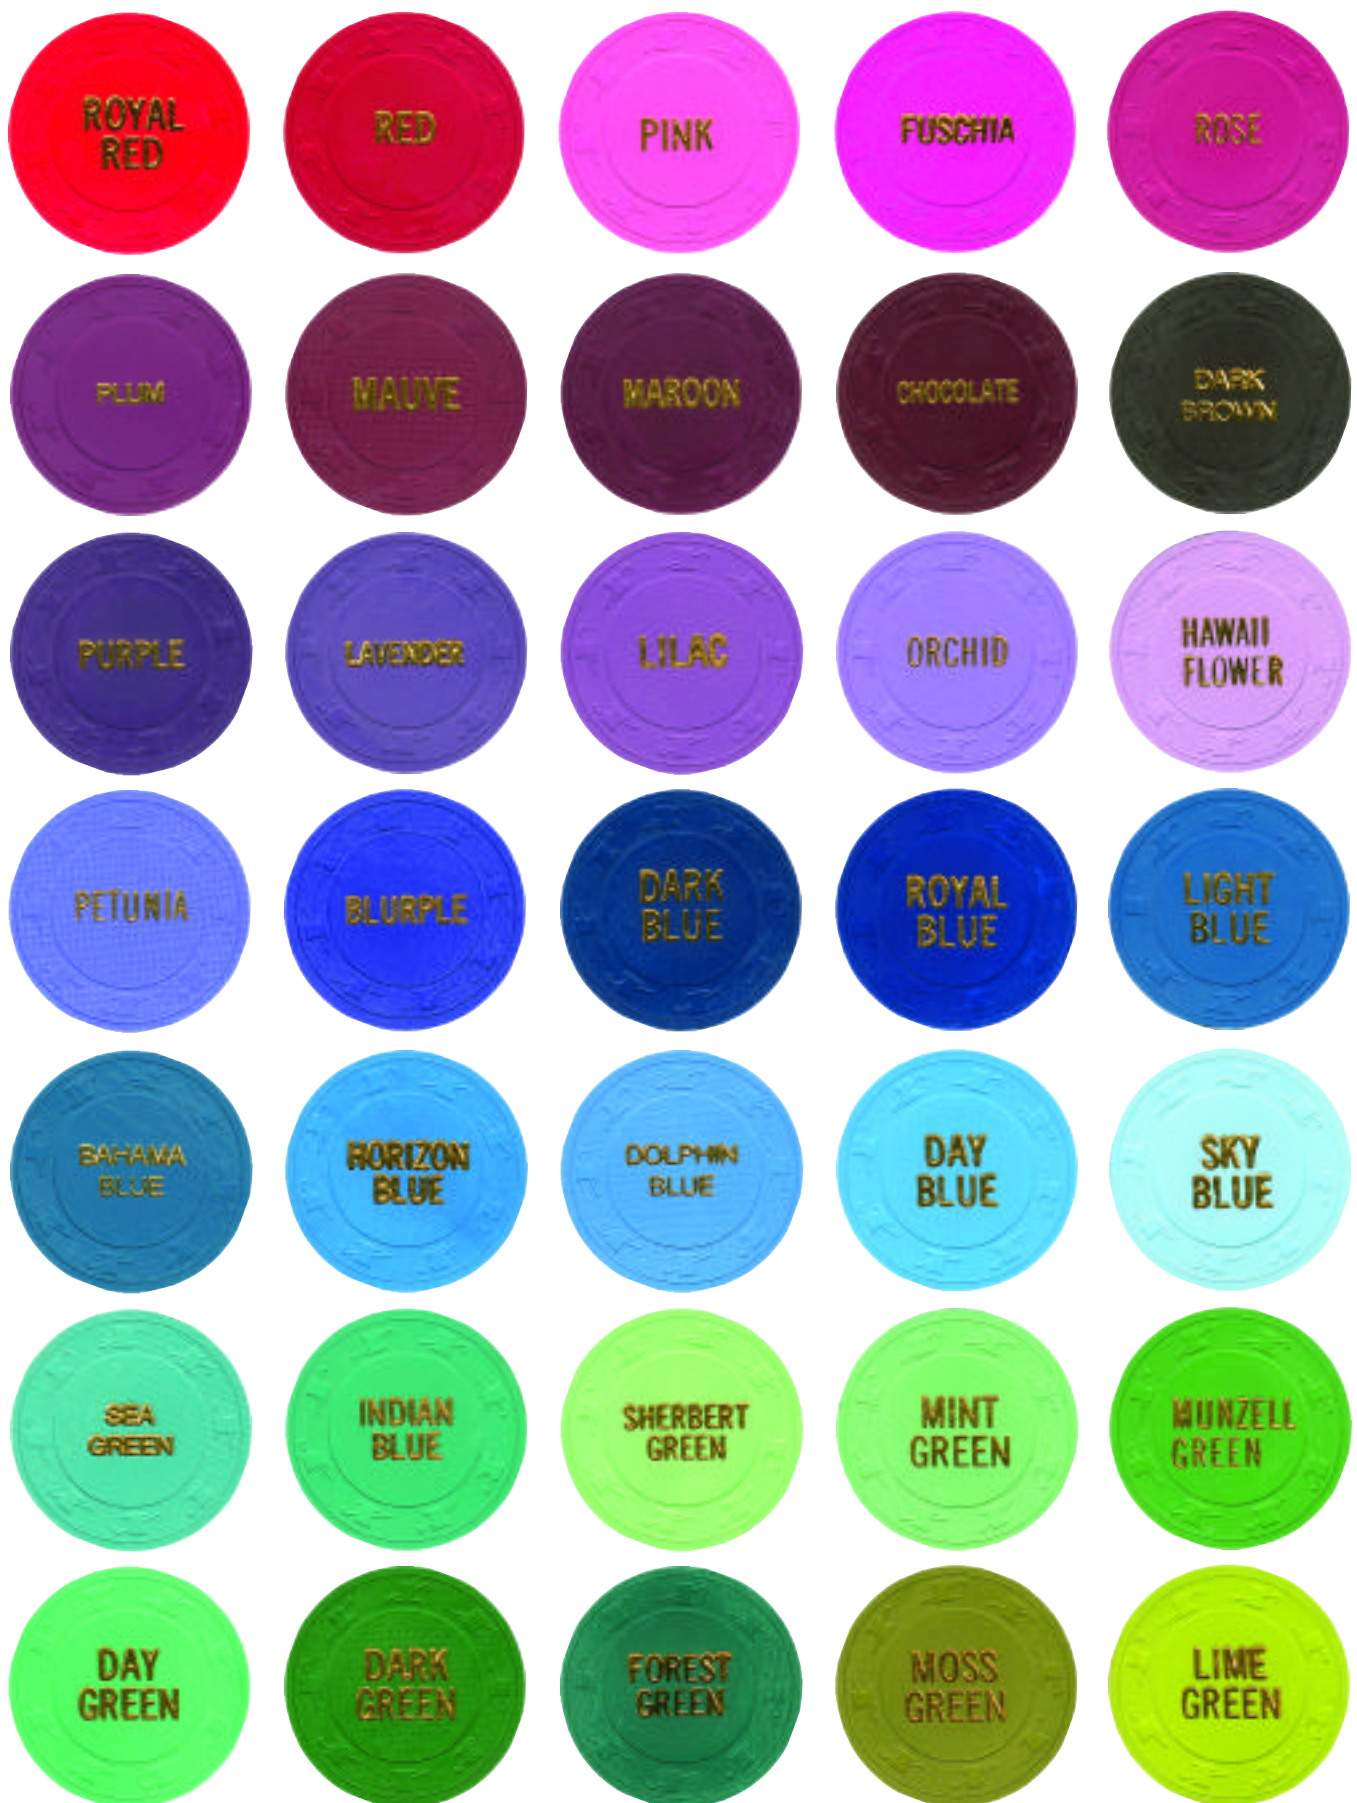 ROYAL
RED
RED
PINK
FUSCHIA
ROSE
PLUM
MAUVE
MAROON
CHOCOLATE
DARK
BROWN
PURPLE
LAVENDER
LILAC
ORCHID
HAWAII
FLOWER
PETUNIA
BLURPLE
DARK
BLUE
ROYAL
BLUE
LIGHT
BLUE
BAHAMA
BLUE
HORIZON
BLUE
DOLPHIN
BLUE
DAY
BLUE
SKY
BLUE
SEA
GREEN
INDIAN
BLUE
SHERBERT
GREEN
MINT
GREEN
MUNZELL
GREEN
DAY
GREEN
DARK
GREEN
FOREST
GREEN
MOSS
GREEN
LIME
GREEN